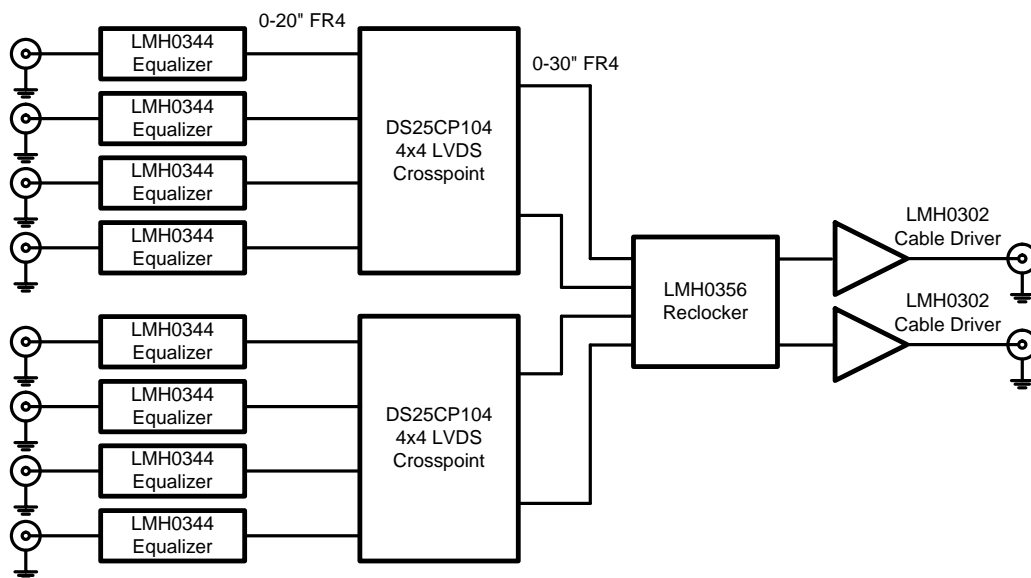 0-20" FR4
LMH0344
Equalizer
LMH0344
Equalizer
LMH0344
Equalizer
LMH0344
Equalizer
DS25CP104
4x4 LVDS
Crosspoint
0-30" FR4
LMH0344
Equalizer
LMH0344
Equalizer
LMH0344
Equalizer
LMH0344
Equalizer
DS25CP104
4x4 LVDS
Crosspoint
LMH0356
Reclocker
LMH0302
Cable Driver
LMH0302
Cable Driver